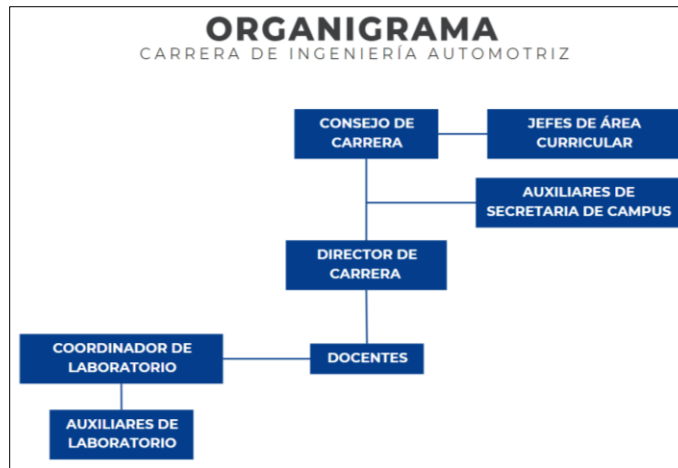 ORGANIGRAMA
CARRERA DE INGENIERÍA AUTOMOTRIZ
CONSEJO DE
CARRERA
JEFES DE ÁREA
CURRICULAR
AUXILIARES DE
SECRETARIA DE CAMPUS
DIRECTOR DE
CARRERA
DOCENTES
COORDINADOR DE
LABORATORIO
AUXILIARES DE
LABORATORIO